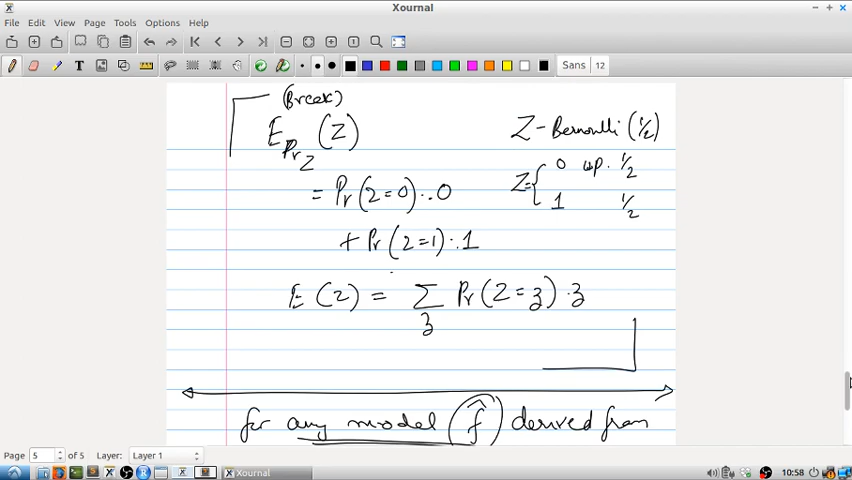 Xournal
File Edit View Page Tools Options Help
T
Sans 12
(Break)
E_Pr_Z (Z)
Z - Bernoulli (1/2)
Z = { 0 wp. 1/2
1 1/2
= Pr(Z=0)·0
+ Pr(Z=1)·1
E(Z) = Σ_z Pr(Z=z)·z
for any model (f̂) derived from
Page 5 of 5 Layer: Layer 1
Xournal
10:58